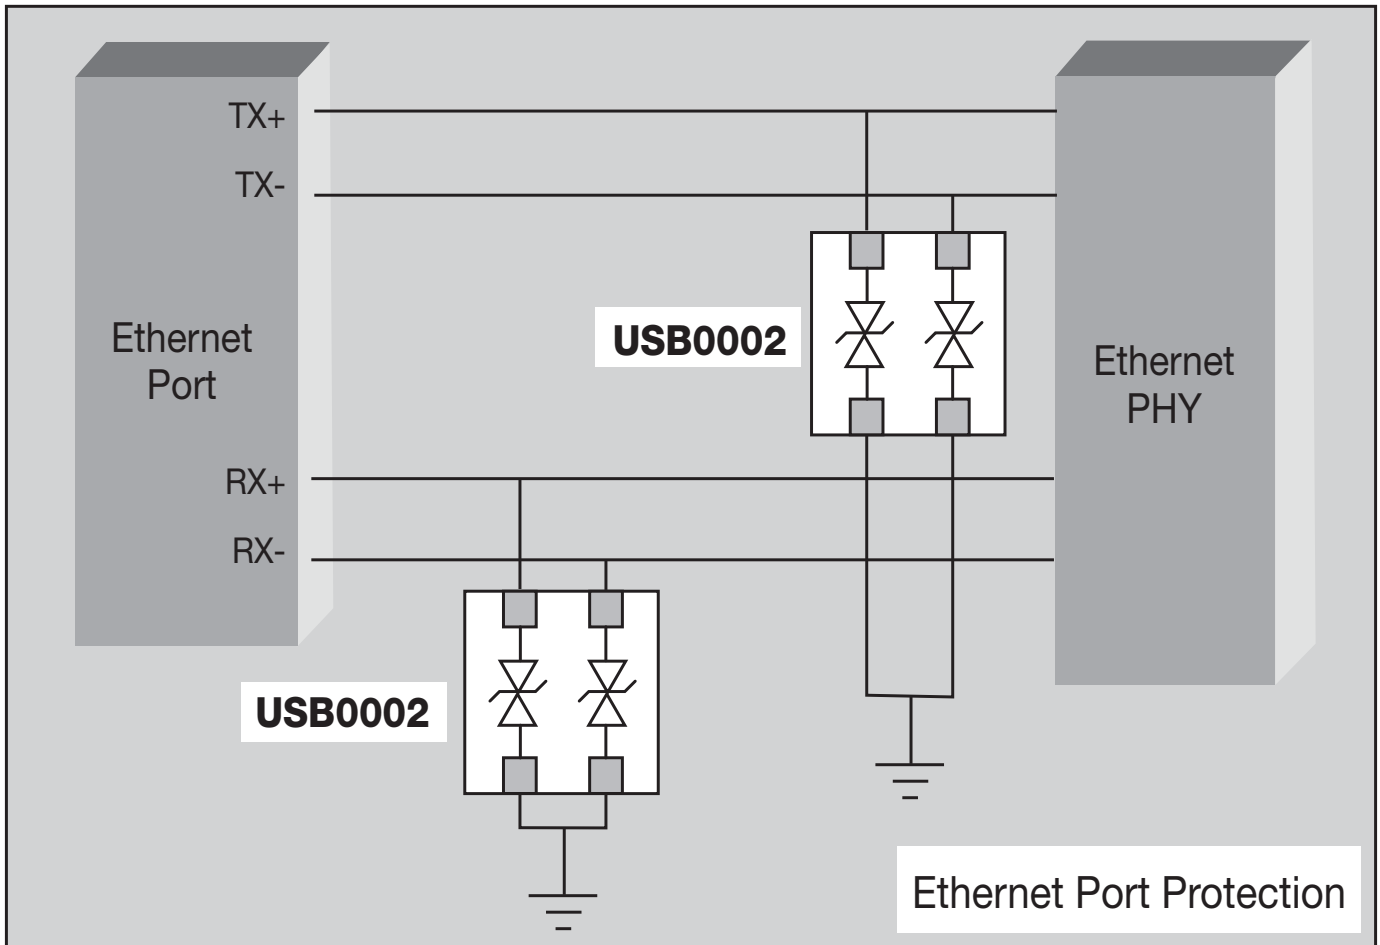 TX+
TX-
Ethernet
Port
USB0002
Ethernet
PHY
RX+
RX-
USB0002
Ethernet Port Protection